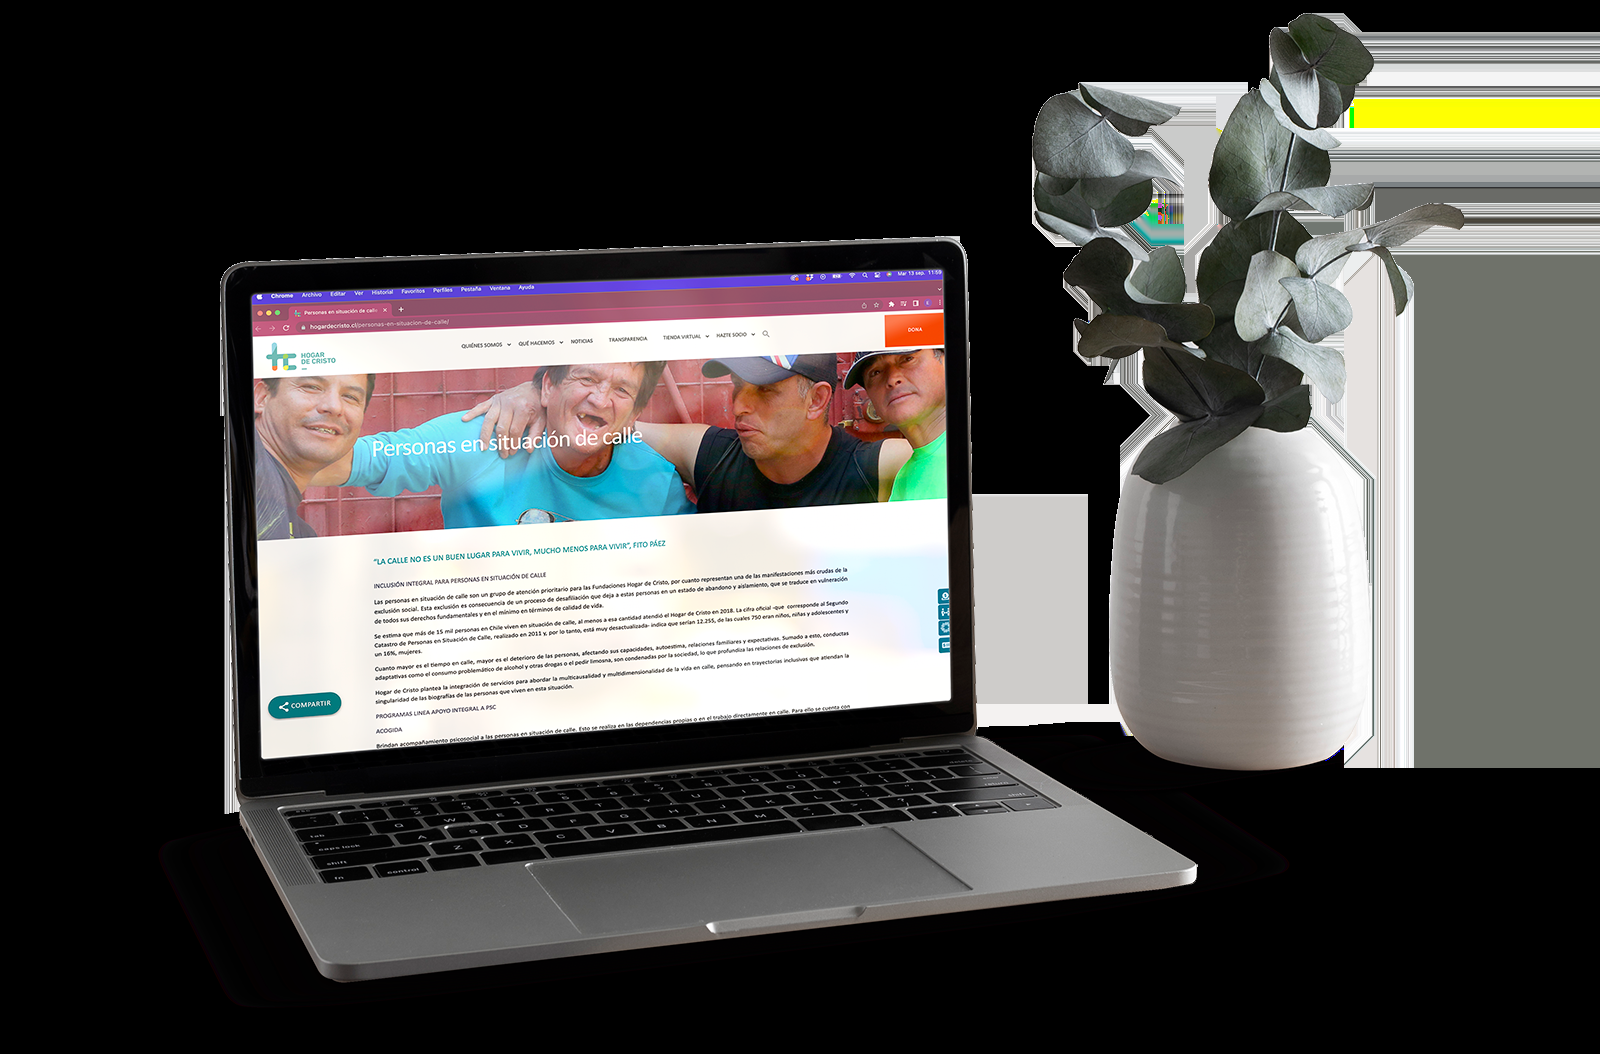 Chrome Archivo Editar Ver Historial Favoritos Perfiles Pestaña Ventana Ayuda
Mar 13 sep. 11:59
Personas en situación de calle
hogardecristo.cl/personas-en-situacion-de-calle/
HOGAR
DE CRISTO
QUIÉNES SOMOS QUÉ HACEMOS NOTICIAS TRANSPARENCIA TIENDA VIRTUAL HAZTE SOCIO
DONA
Personas en situación de calle
“LA CALLE NO ES UN BUEN LUGAR PARA VIVIR, MUCHO MENOS PARA VIVIR”, FITO PÁEZ
INCLUSIÓN INTEGRAL PARA PERSONAS EN SITUACIÓN DE CALLE
Las personas en situación de calle son un grupo de atención prioritario para las Fundaciones Hogar de Cristo, por cuanto representan una de las manifestaciones más crudas de la
exclusión social. Esta exclusión es consecuencia de un proceso de desafiliación que deja a estas personas en un estado de abandono y aislamiento, que se traduce en vulneración
de todos sus derechos fundamentales y en el mínimo en términos de calidad de vida.
Se estima que más de 15 mil personas en Chile viven en situación de calle, al menos a esa cantidad atendió el Hogar de Cristo en 2018. La cifra oficial -que corresponde al Segundo
Catastro de Personas en Situación de Calle, realizado en 2011 y, por lo tanto, está muy desactualizada- indica que serían 12.255, de las cuales 750 eran niños, niñas y adolescentes y
un 16%, mujeres.
Cuanto mayor es el tiempo en calle, mayor es el deterioro de las personas, afectando sus capacidades, autoestima, relaciones familiares y expectativas. Sumado a esto, conductas
adaptativas como el consumo problemático de alcohol y otras drogas o el pedir limosna, son condenadas por la sociedad, lo que profundiza las relaciones de exclusión.
Hogar de Cristo plantea la integración de servicios para abordar la multicausalidad y multidimensionalidad de la vida en calle, pensando en trayectorias inclusivas que atiendan la
singularidad de las biografías de las personas que viven en esta situación.
PROGRAMAS LINEA APOYO INTEGRAL A PSC
ACOGIDA
Brindan acompañamiento psicosocial a las personas en situación de calle. Esto se realiza en las dependencias propias o en el trabajo directamente en calle. Para ello se cuenta con
COMPARTIR
tab Q W E R T Y U I O P
caps lock A S D F G H J K L return
shift Z X C V B N M shift
fn control